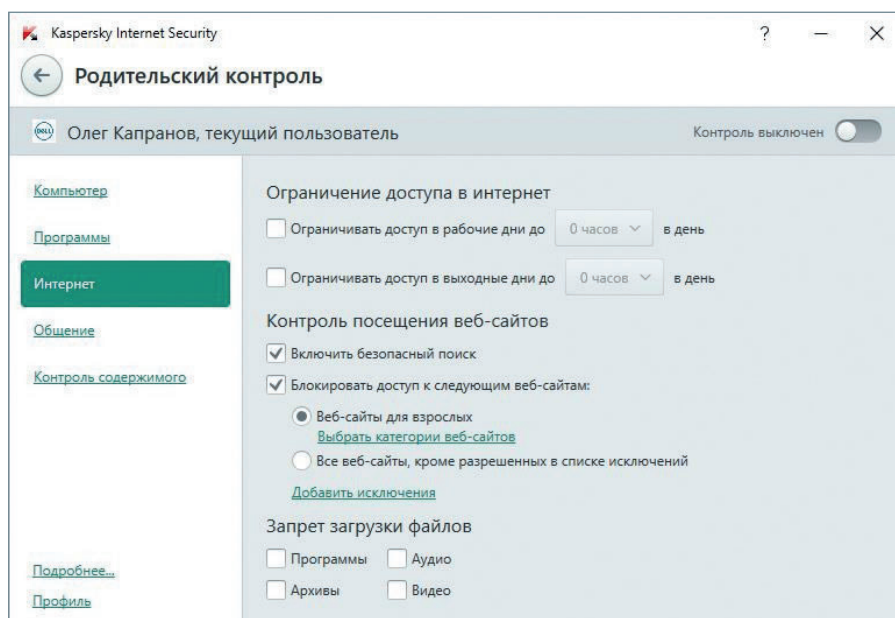 Kaspersky Internet Security
Родительский контроль
DELL Олег Капранов, текущий пользователь Контроль выключен
Компьютер
Программы
Интернет
Общение
Контроль содержимого
Подробнее...
Профиль
Ограничение доступа в интернет
Ограничивать доступ в рабочие дни до 0 часов в день
Ограничивать доступ в выходные дни до 0 часов в день
Контроль посещения веб-сайтов
Включить безопасный поиск
Блокировать доступ к следующим веб-сайтам:
Веб-сайты для взрослых
Выбрать категории веб-сайтов
Все веб-сайты, кроме разрешенных в списке исключений
Добавить исключения
Запрет загрузки файлов
Программы Аудио
Архивы Видео